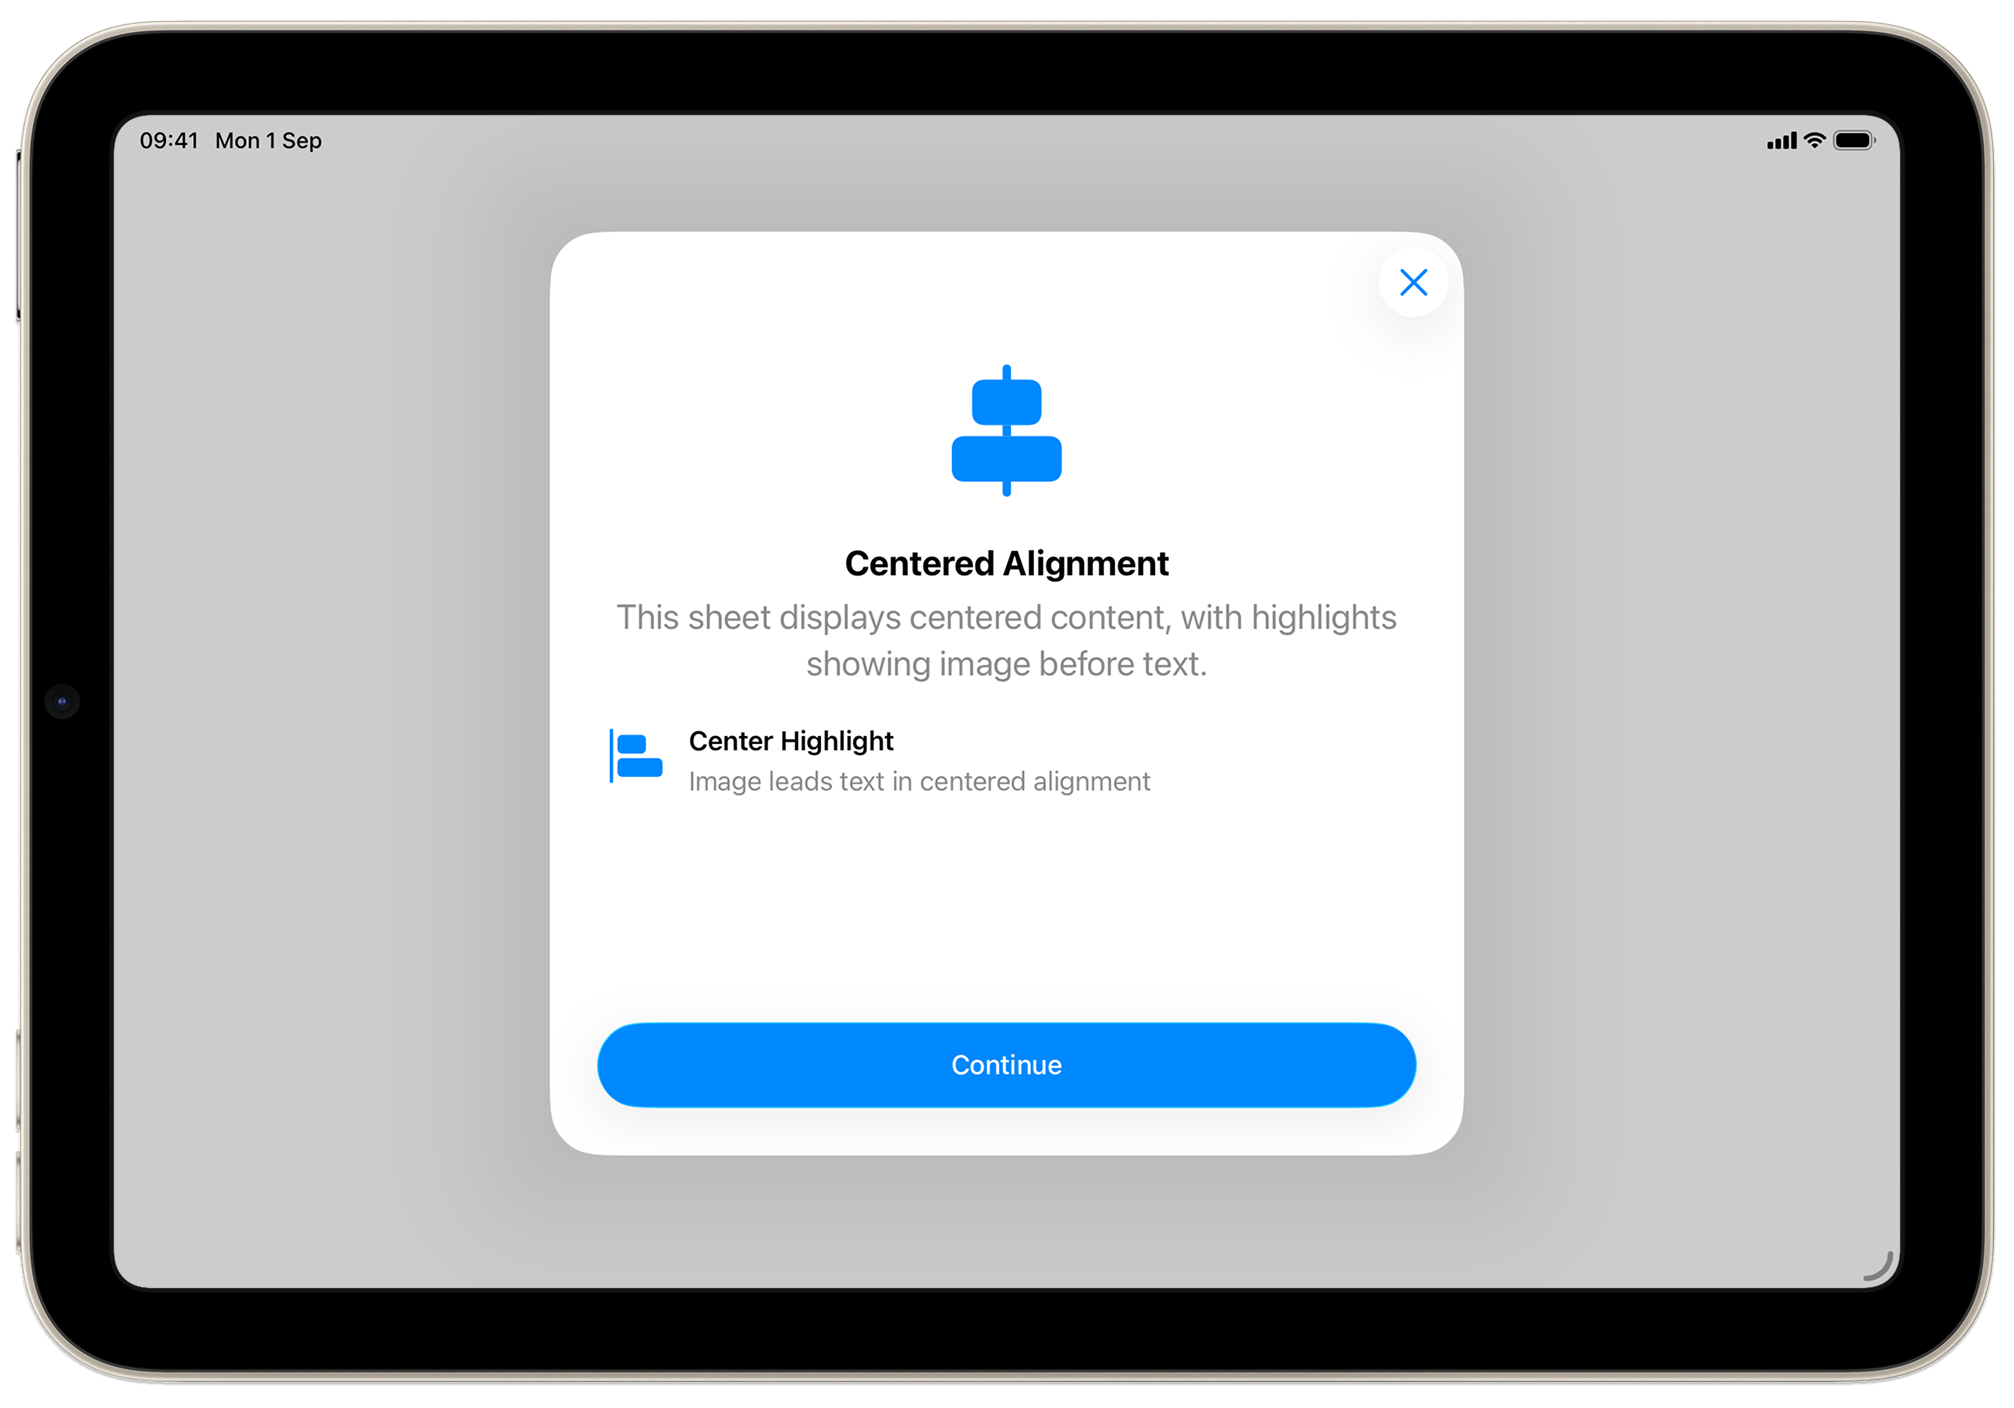 09:41 Mon 1 Sep
Centered Alignment
This sheet displays centered content, with highlights
showing image before text.
Center Highlight
Image leads text in centered alignment
Continue